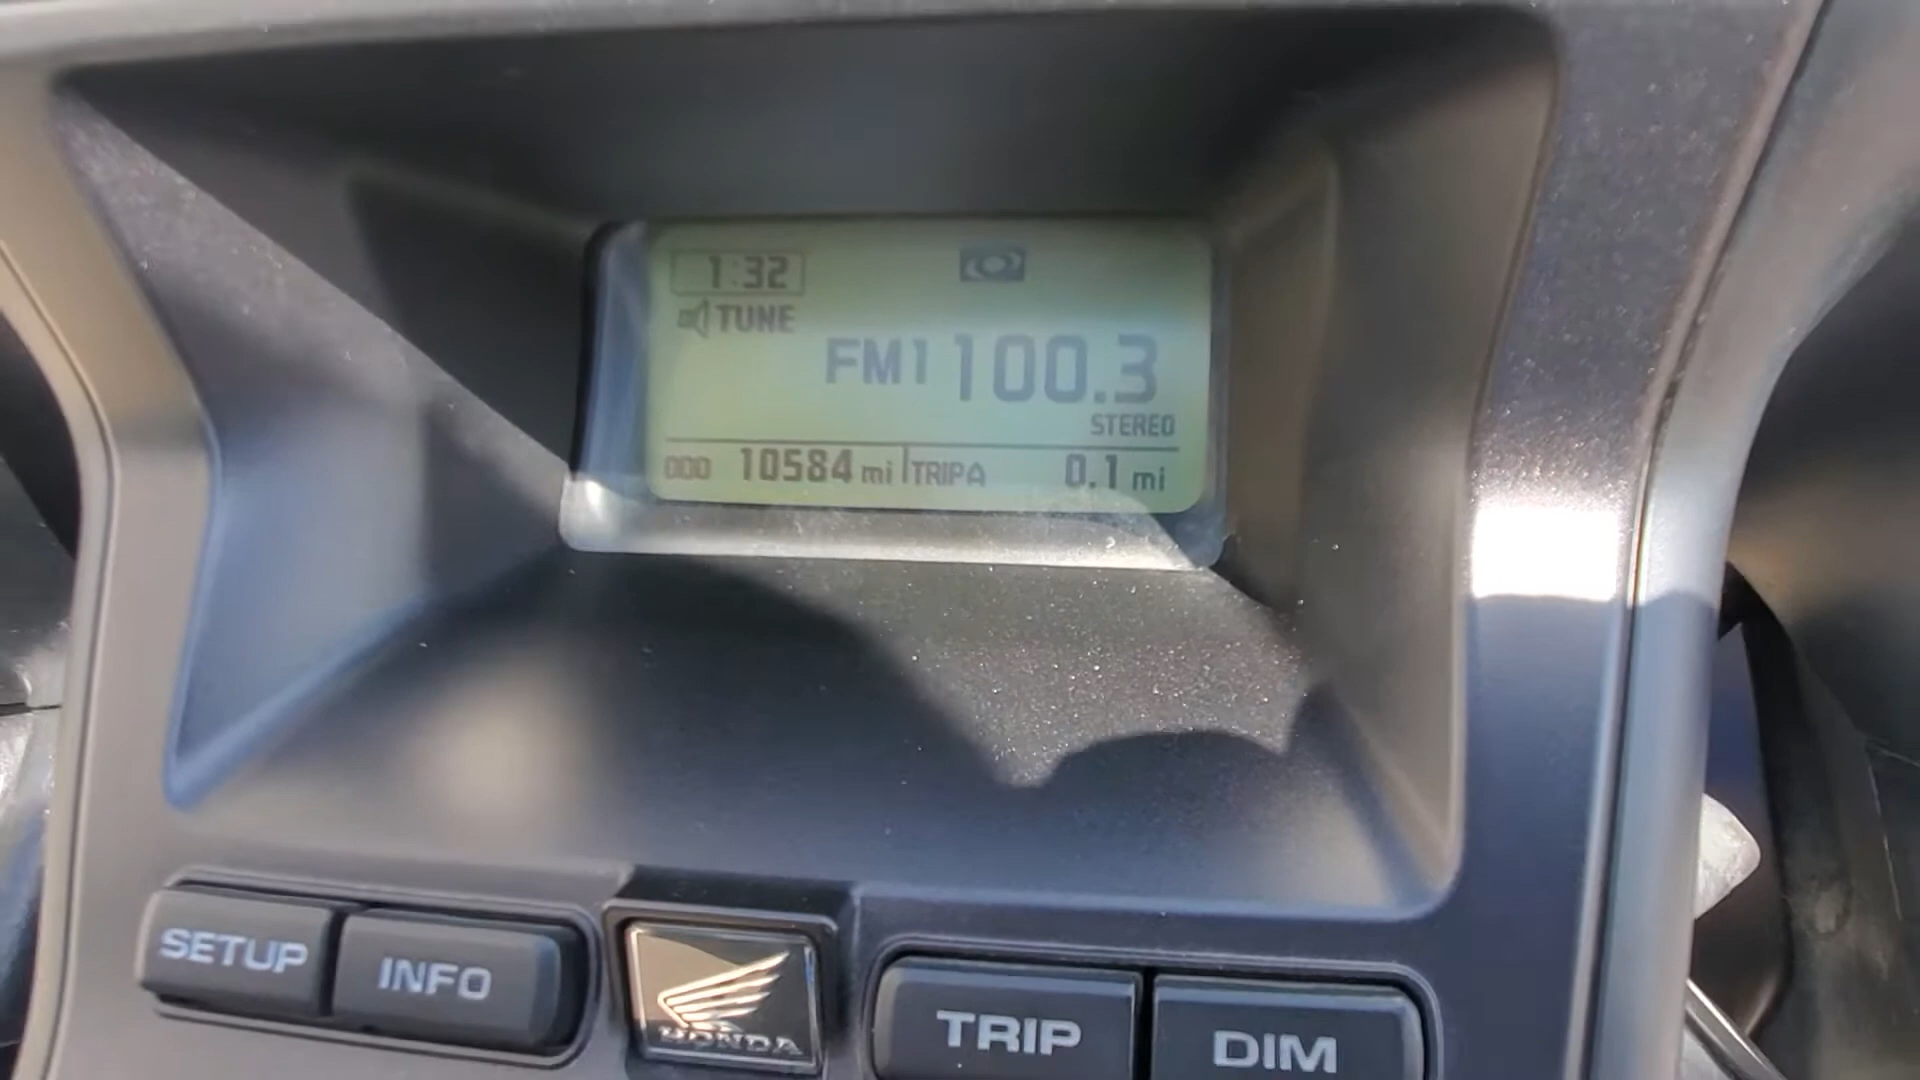 1:32
TUNE
FM1 100.3
STEREO
ODO 10584 mi TRIP A 0.1 mi
SETUP INFO
HONDA
TRIP DIM